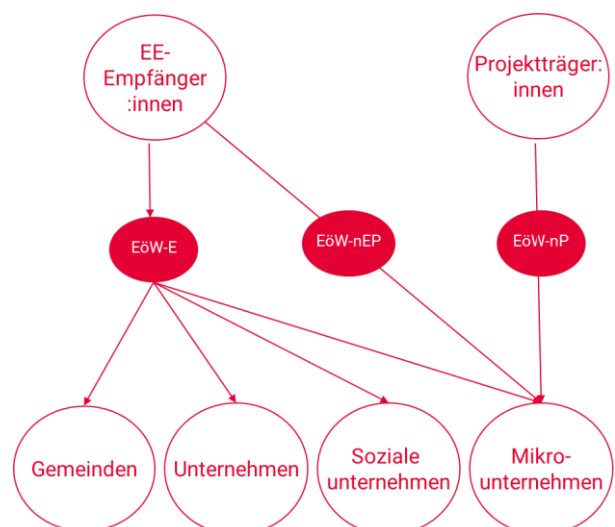 EE-
Empfänger
:innen
Projektträger:
innen
EöW-E
EöW-nEP
EöW-nP
Gemeinden
Unternehmen
Soziale
unternehmen
Mikro-
unternehmen